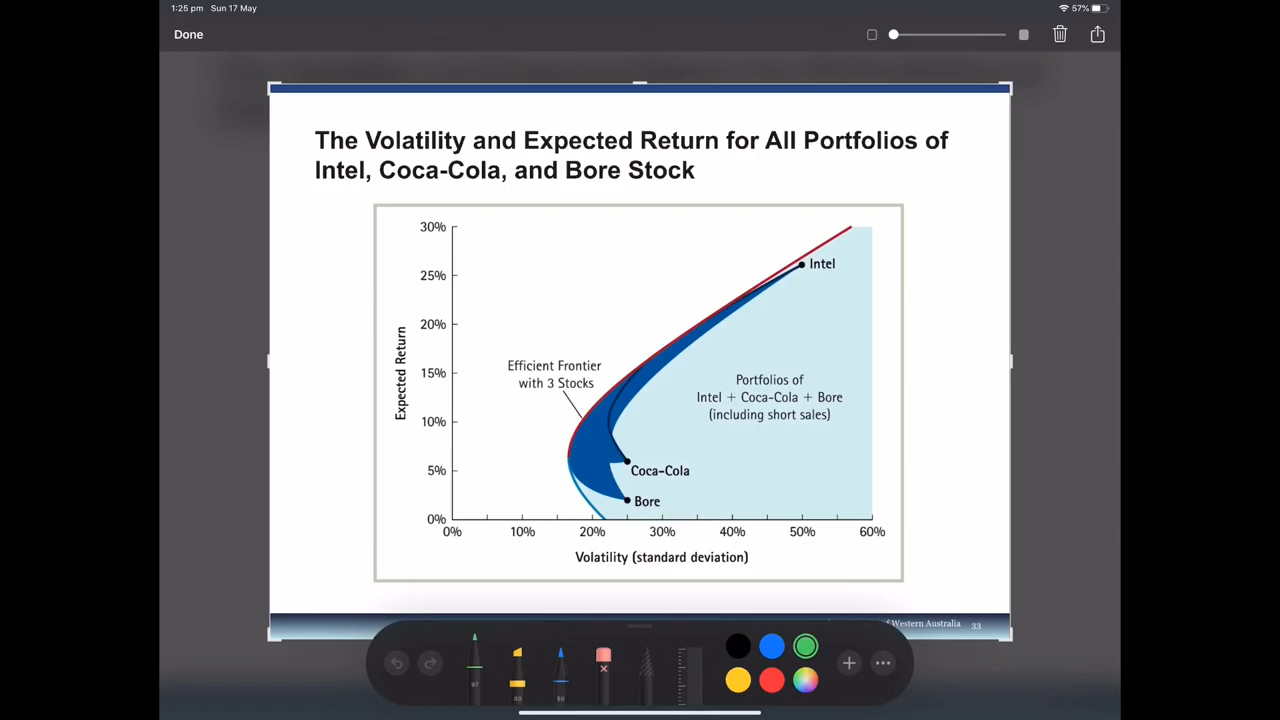 1:25 pm Sun 17 May
57%
Done
The Volatility and Expected Return for All Portfolios of
Intel, Coca-Cola, and Bore Stock
30%
25%
20%
15%
10%
5%
0%
Expected Return
Intel
Efficient Frontier
with 3 Stocks
Portfolios of
Intel + Coca-Cola + Bore
(including short sales)
Coca-Cola
Bore
0% 10% 20% 30% 40% 50% 60%
Volatility (standard deviation)
of Western Australia 33
97
80
50